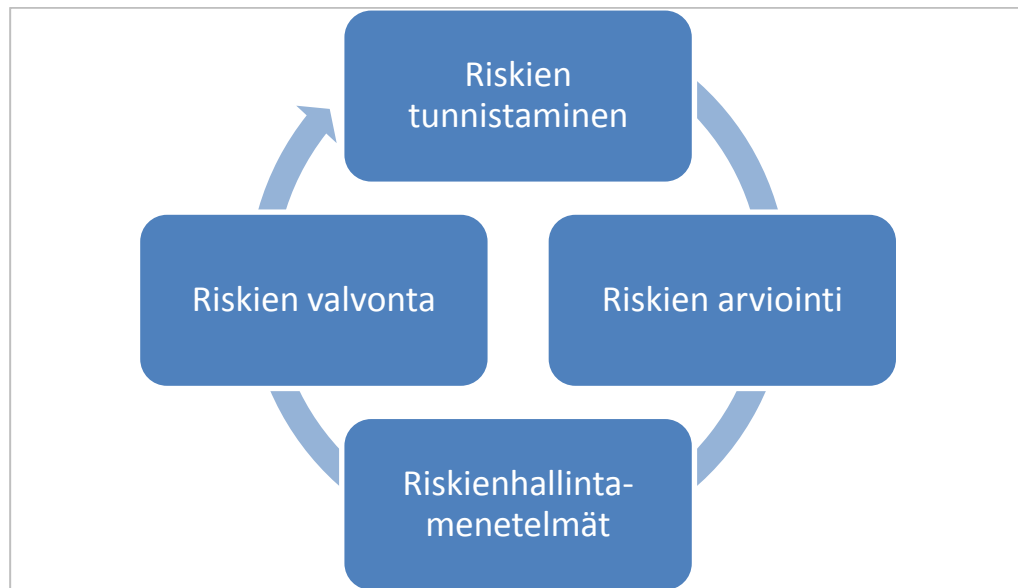 Riskien
tunnistaminen
Riskien valvonta
Riskien arviointi
Riskienhallinta-
menetelmät